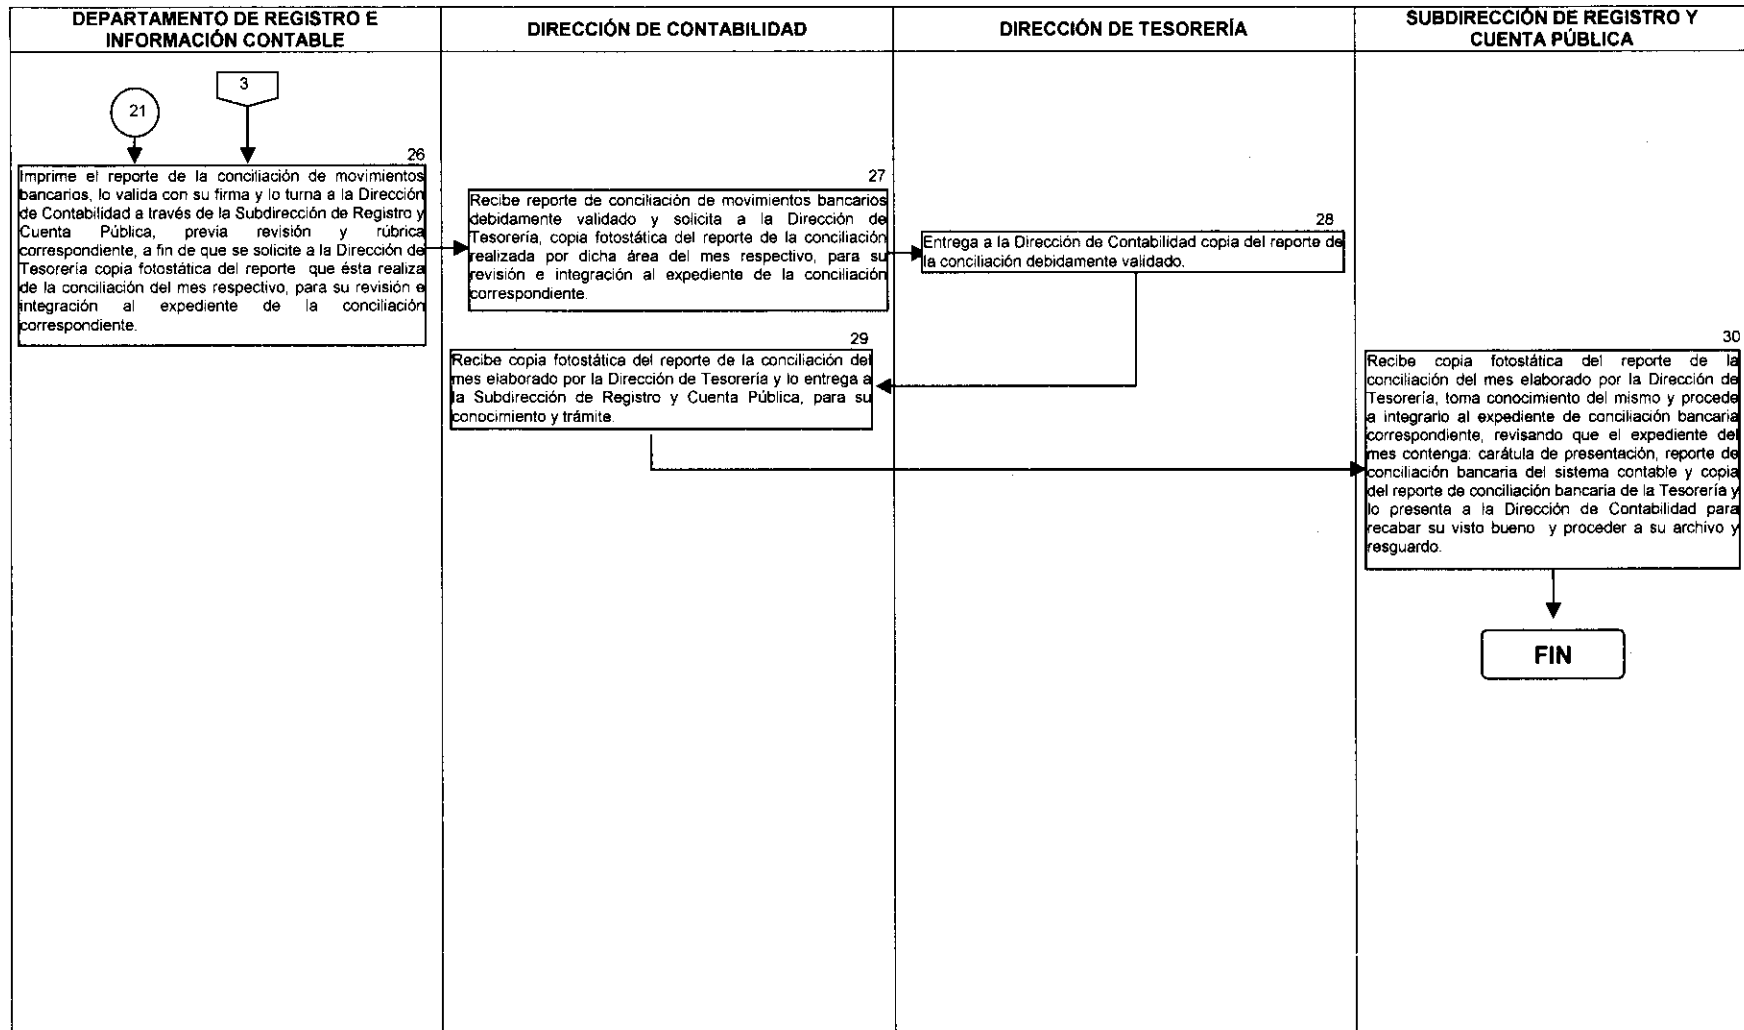 DEPARTAMENTO DE REGISTRO E
INFORMACIÓN CONTABLE
DIRECCIÓN DE CONTABILIDAD
DIRECCIÓN DE TESORERÍA
SUBDIRECCIÓN DE REGISTRO Y
CUENTA PÚBLICA
21
3
26
Imprime el reporte de la conciliación de movimientos
bancarios, lo valida con su firma y lo turna a la Dirección
de Contabilidad a través de la Subdirección de Registro y
Cuenta Pública, previa revisión y rúbrica
correspondiente, a fin de que se solicite a la Dirección de
Tesorería copia fotostática del reporte que ésta realiza
de la conciliación del mes respectivo, para su revisión e
integración al expediente de la conciliación
correspondiente.
27
Recibe reporte de conciliación de movimientos bancarios
debidamente validado y solicita a la Dirección de
Tesorería, copia fotostática del reporte de la conciliación
realizada por dicha área del mes respectivo, para su
revisión e integración al expediente de la conciliación
correspondiente.
28
Entrega a la Dirección de Contabilidad copia del reporte de
la conciliación debidamente validado.
29
Recibe copia fotostática del reporte de la conciliación del
mes elaborado por la Dirección de Tesorería y lo entrega a
la Subdirección de Registro y Cuenta Pública, para su
conocimiento y trámite.
30
Recibe copia fotostática del reporte de la
conciliación del mes elaborado por la Dirección de
Tesorería, toma conocimiento del mismo y procede
a integrarlo al expediente de conciliación bancaria
correspondiente, revisando que el expediente del
mes contenga: carátula de presentación, reporte de
conciliación bancaria del sistema contable y copia
del reporte de conciliación bancaria de la Tesorería y
lo presenta a la Dirección de Contabilidad para
recabar su visto bueno y proceder a su archivo y
resguardo.
FIN